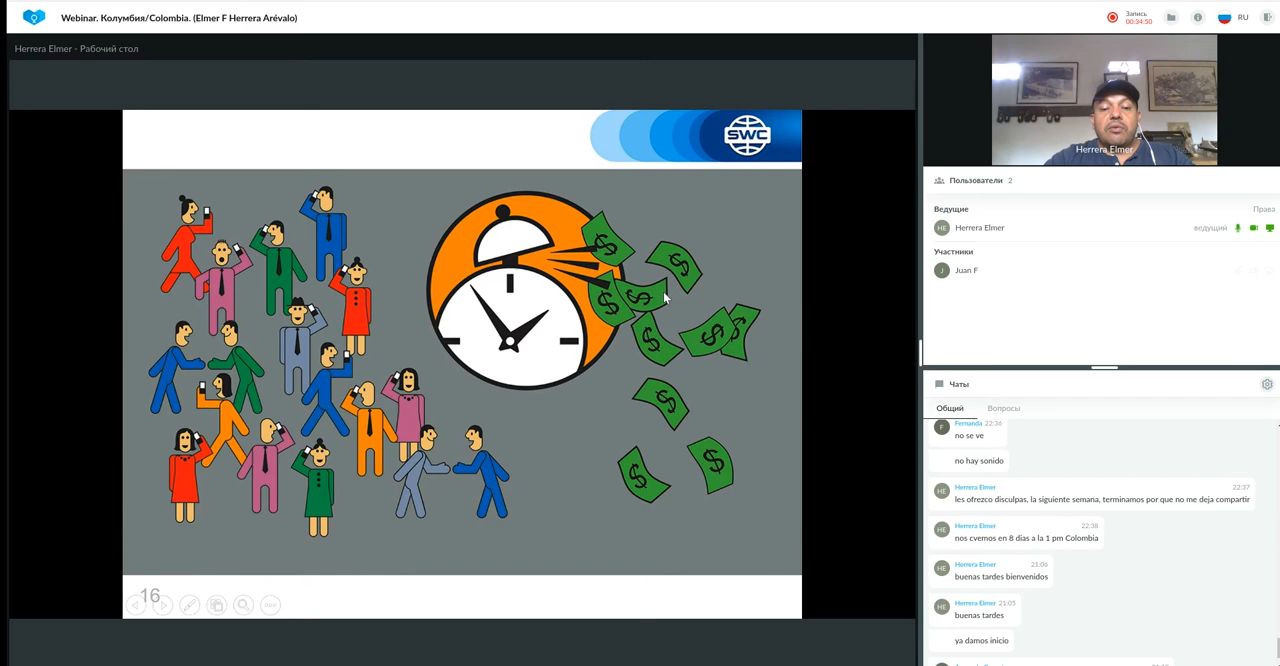 Webinar. Колумбия/Colombia. (Elmer F Herrera Arévalo)
Запись
00:34:50
RU
Herrera Elmer - Рабочий стол
SWC
16
Herrera Elmer
Пользователи 2
Ведущие
Права
HE
Herrera Elmer
ведущий
Участники
J
Juan F
Чаты
Общий
Вопросы
F
Fernanda 22:36
no se ve
no hay sonido
HE
Herrera Elmer
22:37
les ofrezco disculpas, la siguiente semana, terminamos por que no me deja compartir
HE
Herrera Elmer
22:38
nos cvemos en 8 dias a la 1 pm Colombia
HE
Herrera Elmer
21:06
buenas tardes bienvenidos
HE
Herrera Elmer
21:05
buenas tardes
ya damos inicio